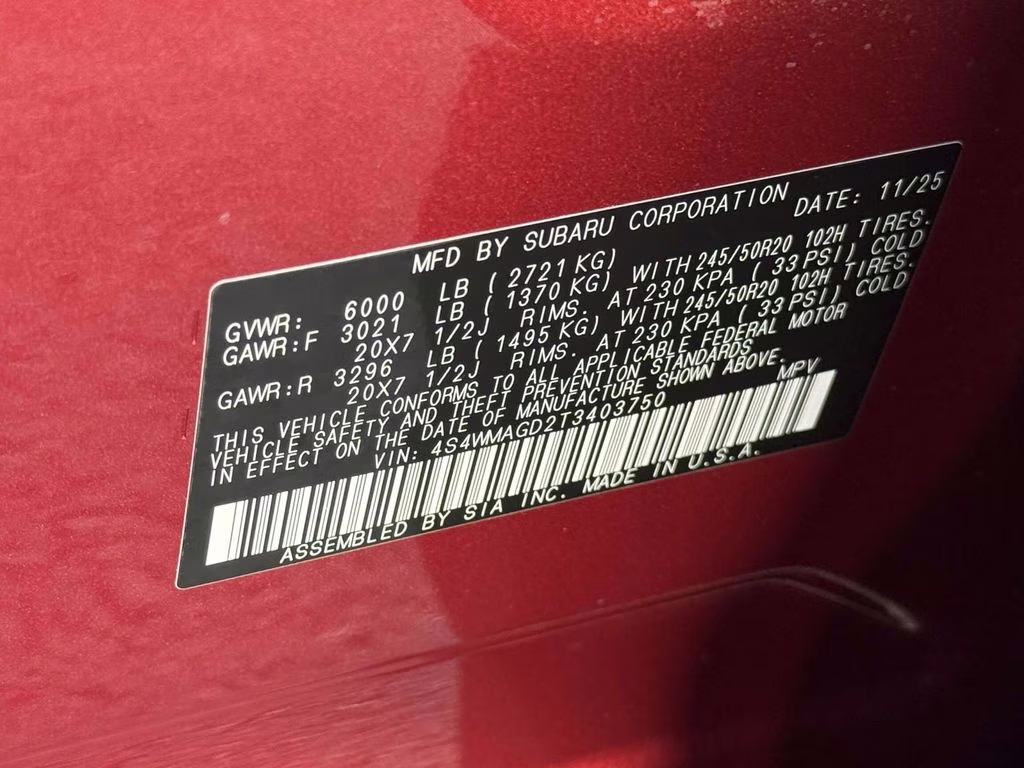 MFD BY SUBARU CORPORATION DATE: 11/25
GVWR: 6000 LB ( 2721 KG)
GAWR:F 3021 LB ( 1370 KG) WITH 245/50R20 102H TIRES.
20X7 1/2J RIMS. AT 230 KPA ( 33 PSI) COLD
GAWR:R 3296 LB ( 1495 KG) WITH 245/50R20 102H TIRES.
20X7 1/2J RIMS. AT 230 KPA ( 33 PSI) COLD
THIS VEHICLE CONFORMS TO ALL APPLICABLE FEDERAL MOTOR
VEHICLE SAFETY AND THEFT PREVENTION STANDARDS
IN EFFECT ON THE DATE OF MANUFACTURE SHOWN ABOVE.
VIN: 4S4WMAGD2T3403750 MPV
ASSEMBLED BY SIA INC. MADE IN U.S.A.